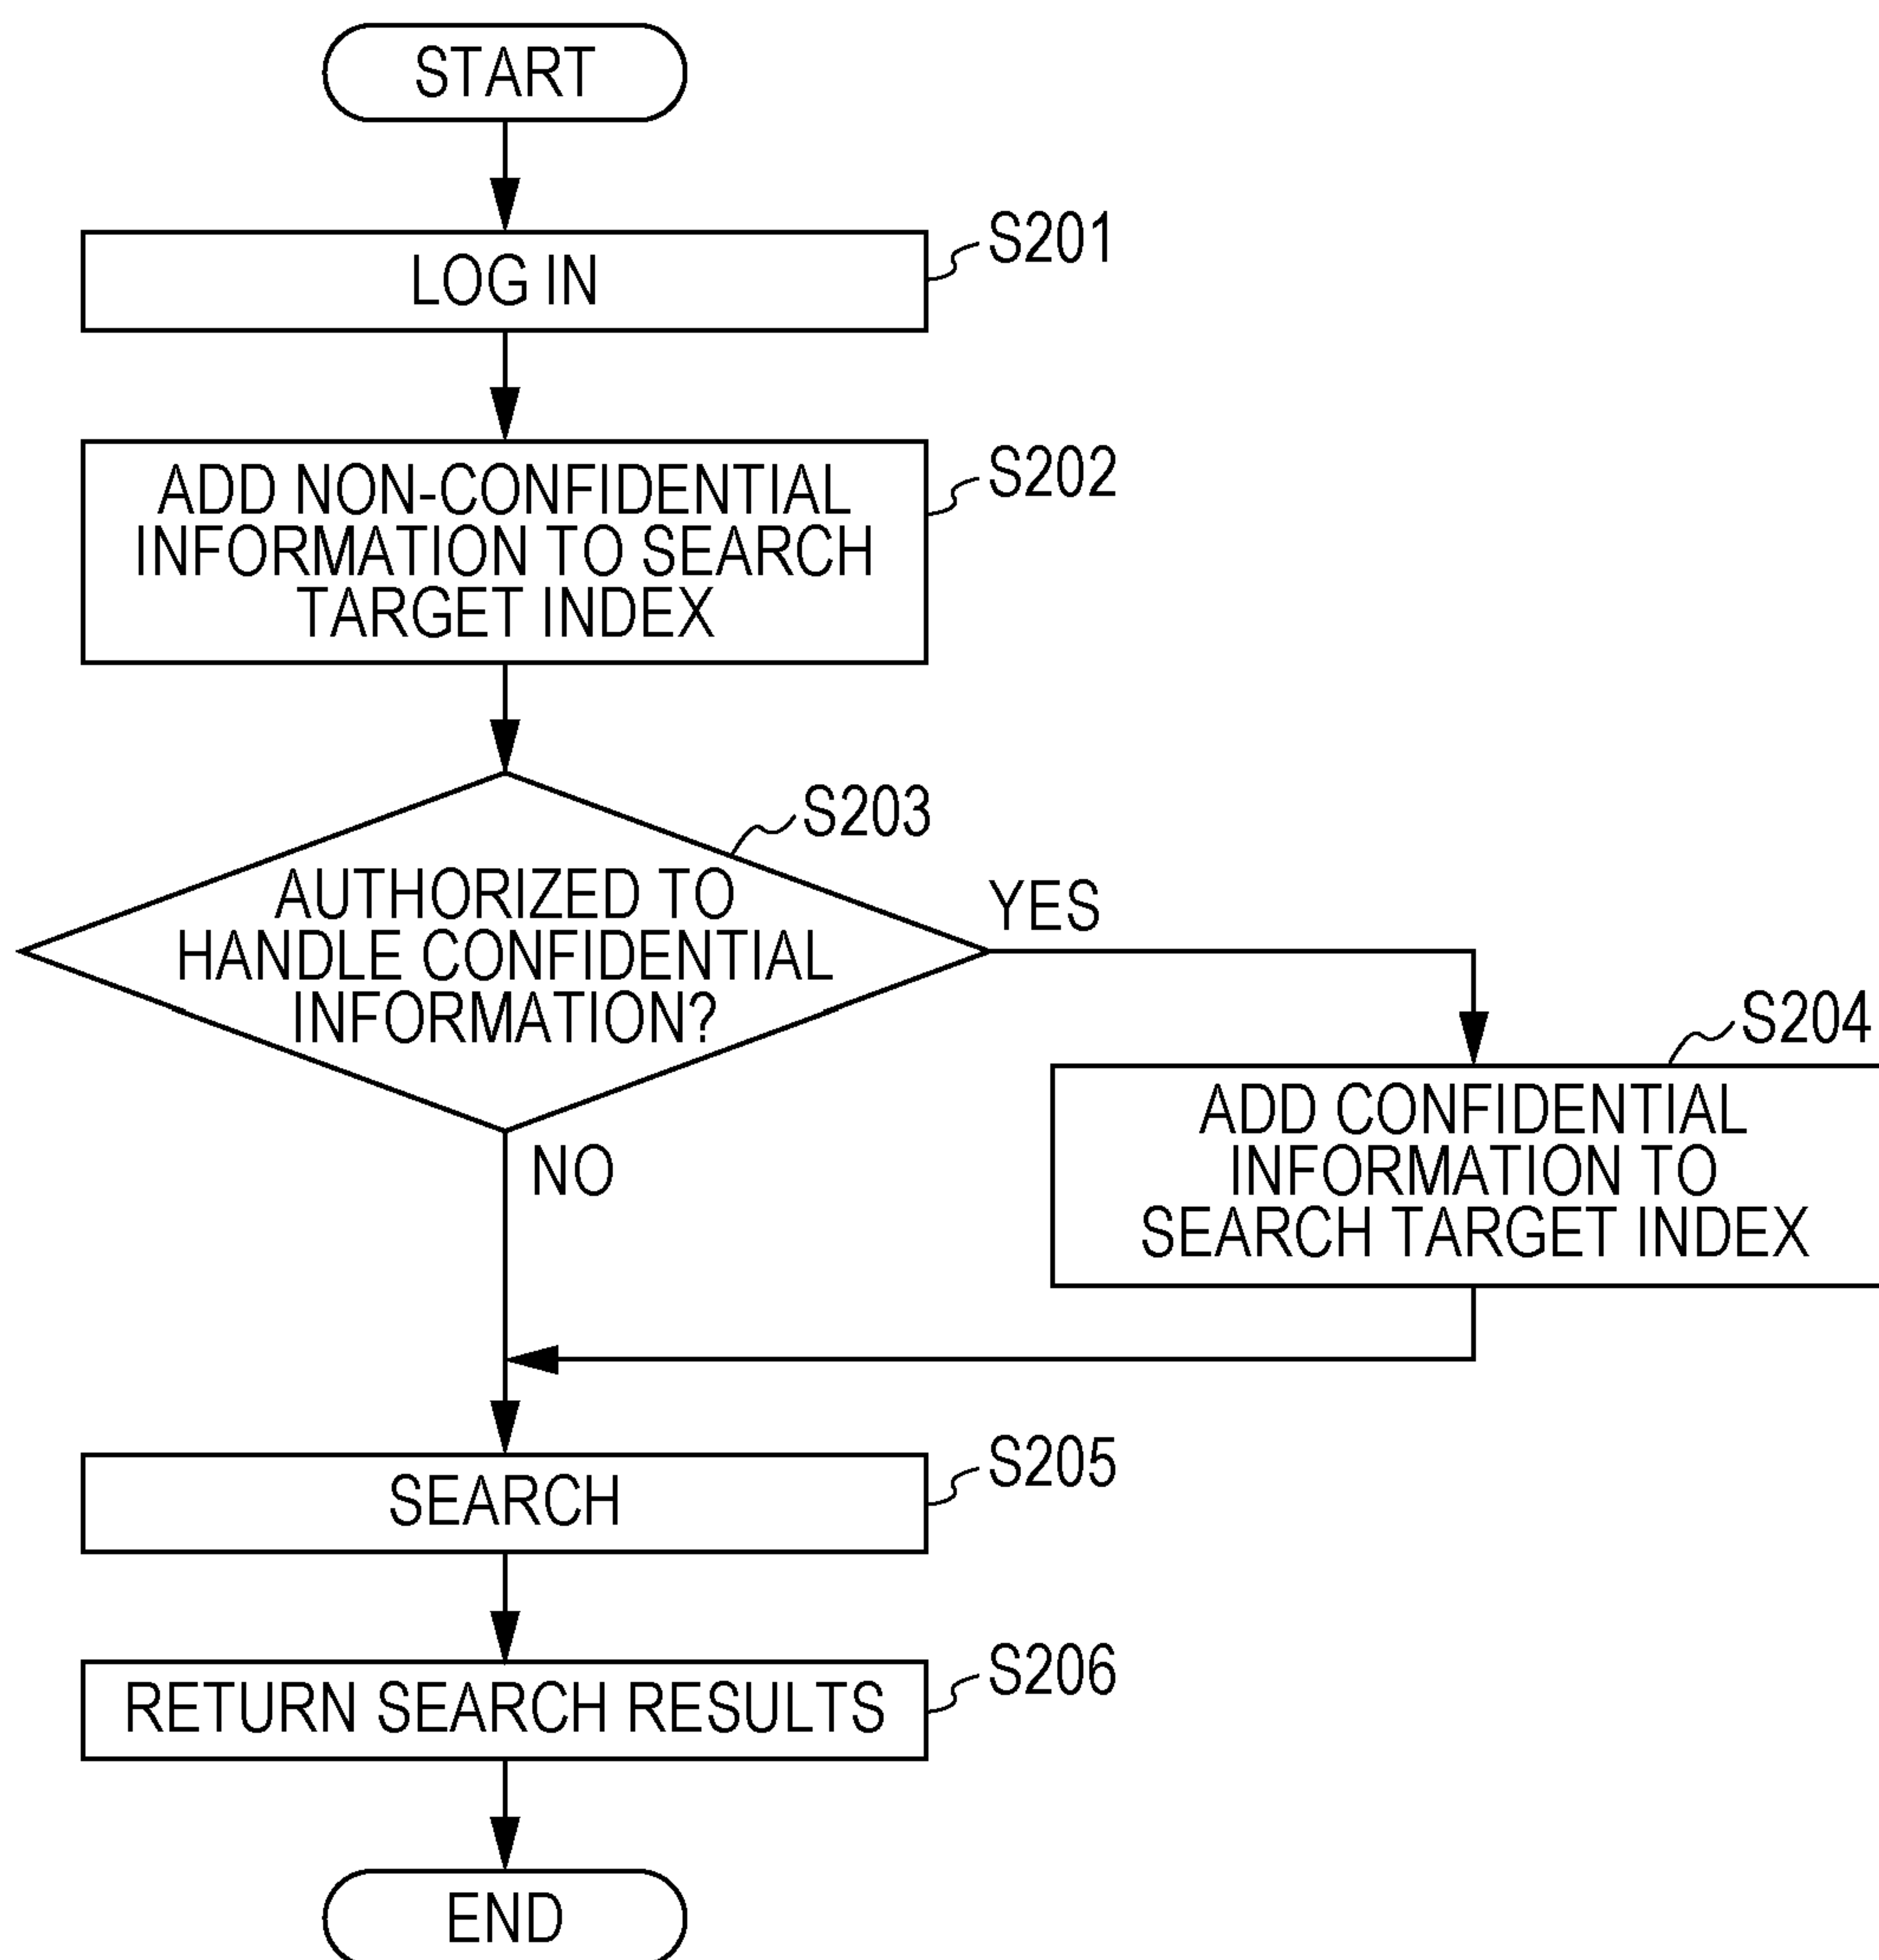 START
LOG IN
S201
ADD NON-CONFIDENTIAL
INFORMATION TO SEARCH
TARGET INDEX
S202
AUTHORIZED TO
HANDLE CONFIDENTIAL
INFORMATION?
S203
YES
NO
ADD CONFIDENTIAL
INFORMATION TO
SEARCH TARGET INDEX
S204
SEARCH
S205
RETURN SEARCH RESULTS
S206
END